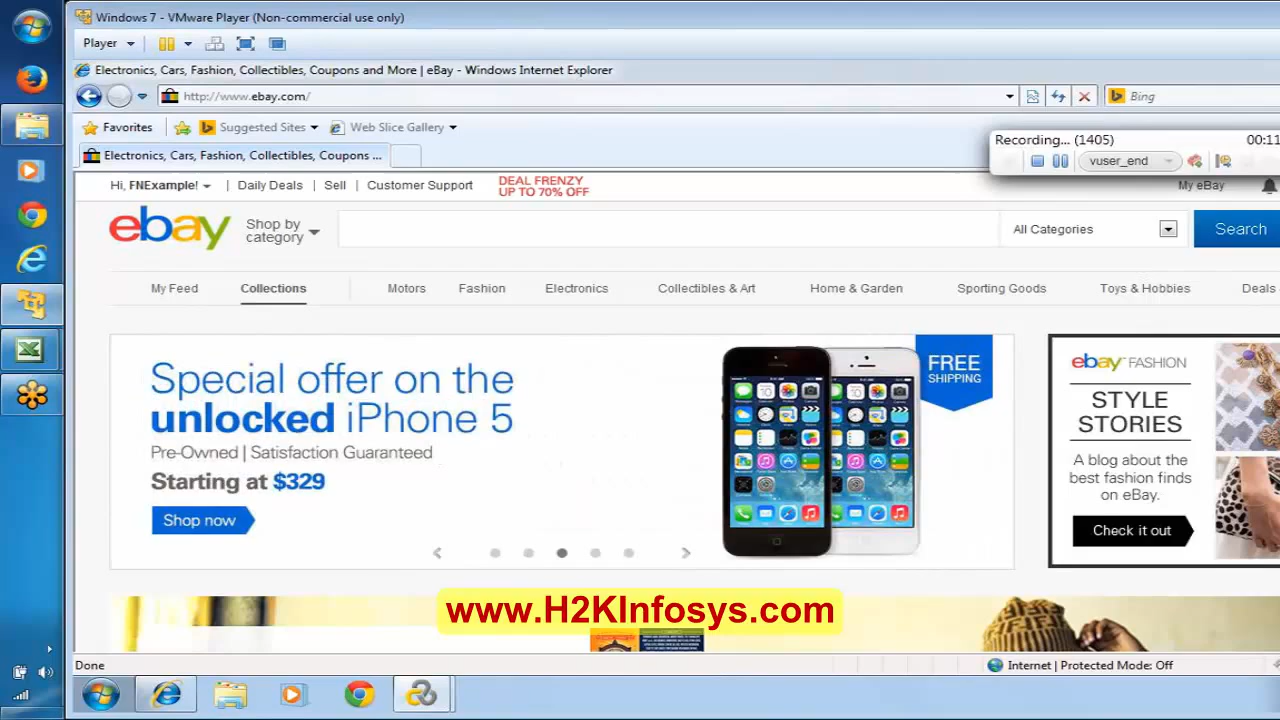 Windows 7 - VMware Player (Non-commercial use only)
Player
Electronics, Cars, Fashion, Collectibles, Coupons and More | eBay - Windows Internet Explorer
http://www.ebay.com/
Bing
Favorites
Suggested Sites
Web Slice Gallery
Recording... (1405)
00:11
Electronics, Cars, Fashion, Collectibles, Coupons ...
vuser_end
Hi, FNExample!
Daily Deals
Sell
Customer Support
DEAL FRENZY
UP TO 70% OFF
My eBay
ebay
Shop by
category
All Categories
Search
My Feed
Collections
Motors
Fashion
Electronics
Collectibles & Art
Home & Garden
Sporting Goods
Toys & Hobbies
Deals
Special offer on the
unlocked iPhone 5
Pre-Owned | Satisfaction Guaranteed
Starting at $329
Shop now
FREE
SHIPPING
ebay FASHION
STYLE
STORIES
A blog about the
best fashion finds
on eBay.
Check it out
www.H2KInfosys.com
Done
Internet | Protected Mode: Off